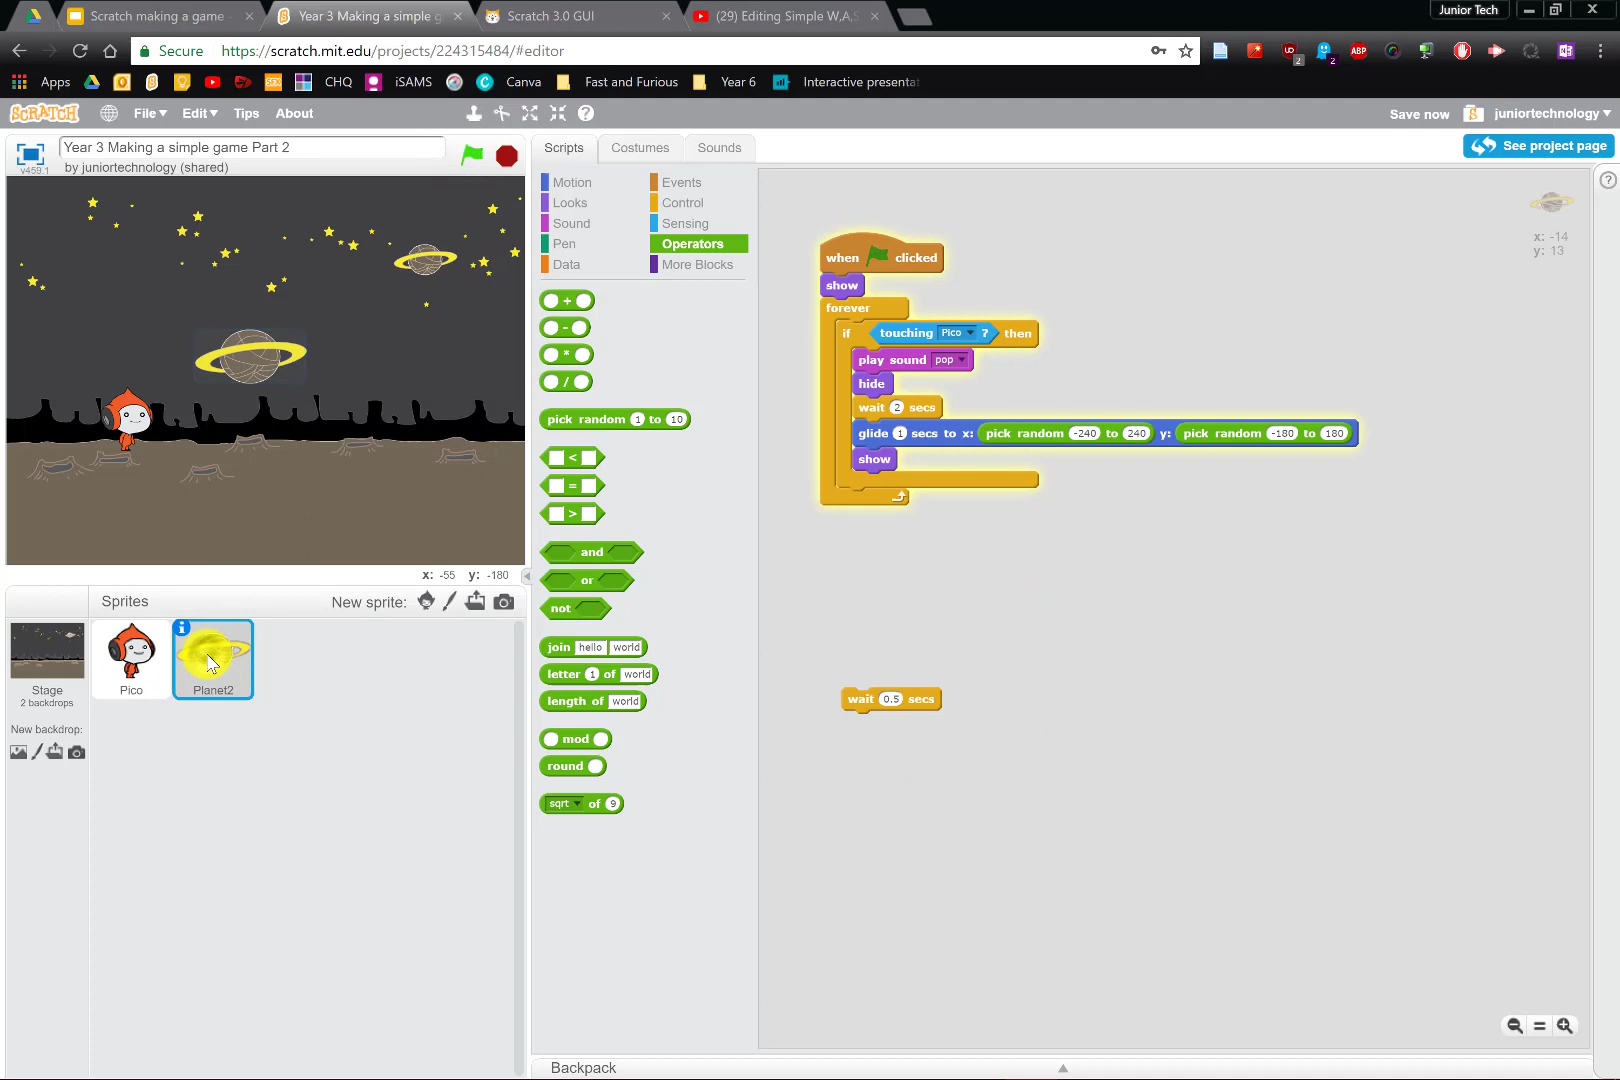 Scratch making a game -
Year 3 Making a simple g
Scratch 3.0 GUI
(29) Editing Simple W,A,S
Junior Tech
Secure
https://scratch.mit.edu/projects/224315484/#editor
ABP
2
2
Apps
CHQ
iSAMS
Canva
Fast and Furious
Year 6
Interactive presentat
SCRATCH
File
Edit
Tips
About
Save now
juniortechnology
See project page
v459.1
Year 3 Making a simple game Part 2
by juniortechnology (shared)
Scripts
Costumes
Sounds
Motion
Looks
Sound
Pen
Data
Events
Control
Sensing
Operators
More Blocks
+
-
*
/
pick random 1 to 10
<
=
>
and
or
not
join hello world
letter 1 of world
length of world
mod
round
sqrt of 9
when clicked
show
forever
if touching Pico ? then
play sound pop
hide
wait 2 secs
glide 1 secs to x: pick random -240 to 240 y: pick random -180 to 180
show
wait 0.5 secs
x: -14
y: 13
x: -55 y: -180
Sprites
New sprite:
Stage
2 backdrops
New backdrop:
Pico
Planet2
Backpack